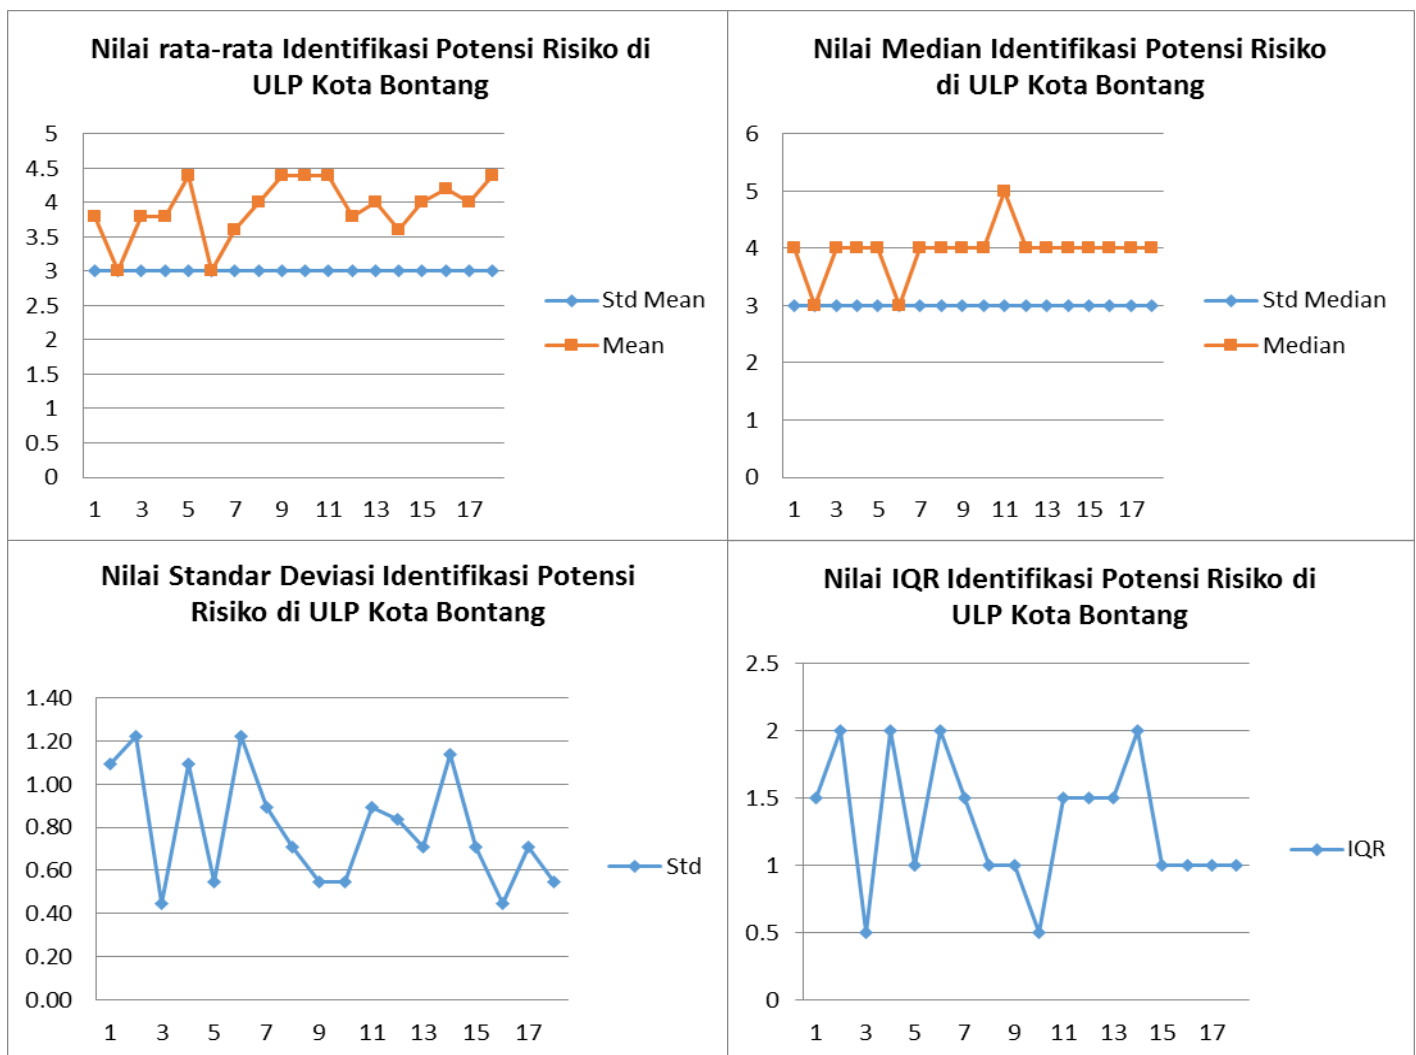 Nilai rata-rata Identifikasi Potensi Risiko di
ULP Kota Bontang
5
4.5
4
3.5
3
2.5
2
1.5
1
0.5
0
1 3 5 7 9 11 13 15 17
Std Mean
Mean
Nilai Median Identifikasi Potensi Risiko
di ULP Kota Bontang
6
5
4
3
2
1
0
1 3 5 7 9 11 13 15 17
Std Median
Median
Nilai Standar Deviasi Identifikasi Potensi
Risiko di ULP Kota Bontang
1.40
1.20
1.00
0.80
0.60
0.40
0.20
0.00
1 3 5 7 9 11 13 15 17
Std
Nilai IQR Identifikasi Potensi Risiko di
ULP Kota Bontang
2.5
2
1.5
1
0.5
0
1 3 5 7 9 11 13 15 17
IQR